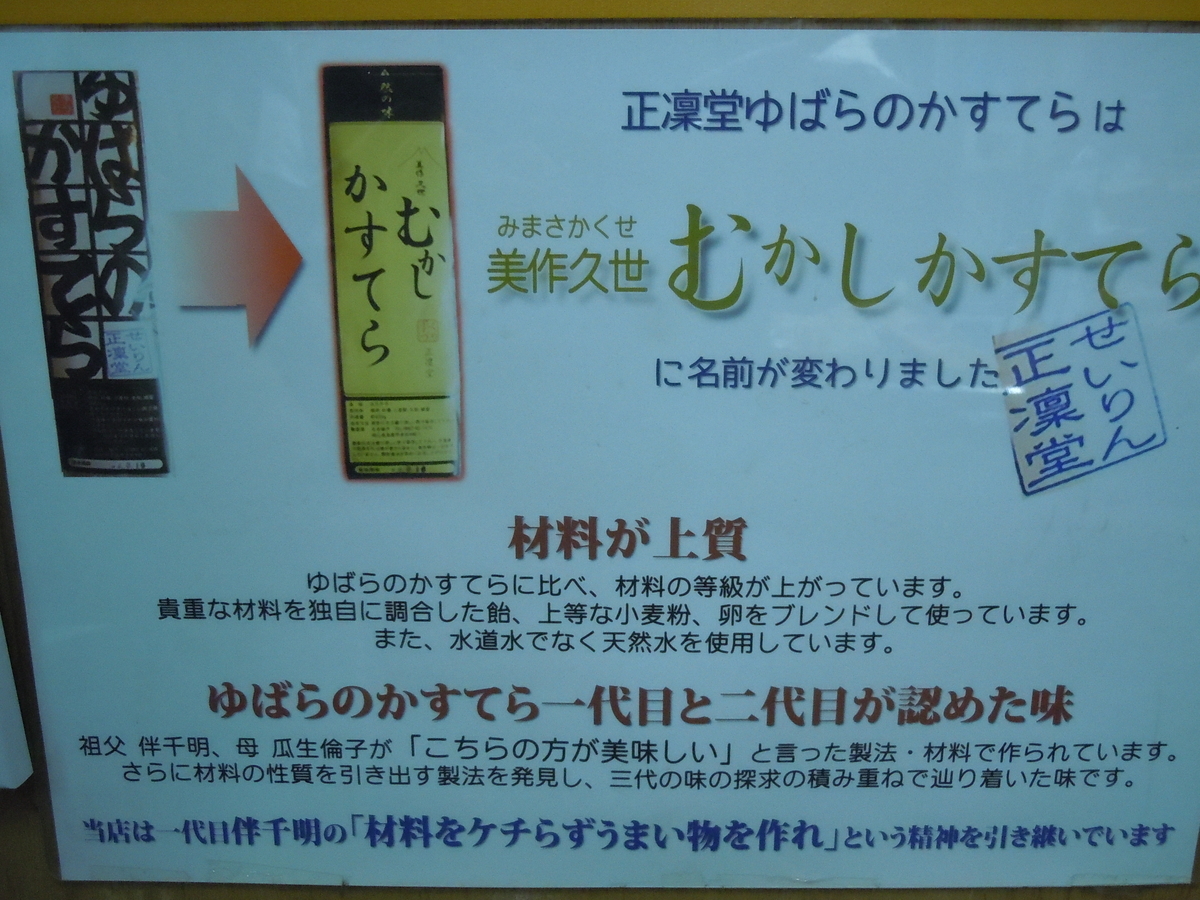 ゆばらの
かすてら
せいりん
正凜堂
むかし
かすてら
美作久世
正凜堂
正凜堂ゆばらのかすてらは
みまさかくせ
美作久世 むかしかすてら
に名前が変わりました
せいりん
正凜堂
材料が上質
ゆばらのかすてらに比べ、材料の等級が上がっています。
貴重な材料を独自に調合した飴、上等な小麦粉、卵をブレンドして使っています。
また、水道水でなく天然水を使用しています。
ゆばらのかすてら一代目と二代目が認めた味
祖父 伴千明、母 瓜生倫子が「こちらの方が美味しい」と言った製法・材料で作られています。
さらに材料の性質を引き出す製法を発見し、三代の味の探求の積み重ねで辿り着いた味です。
当店は一代目伴千明の「材料をケチらずうまい物を作れ」という精神を引き継いでいます